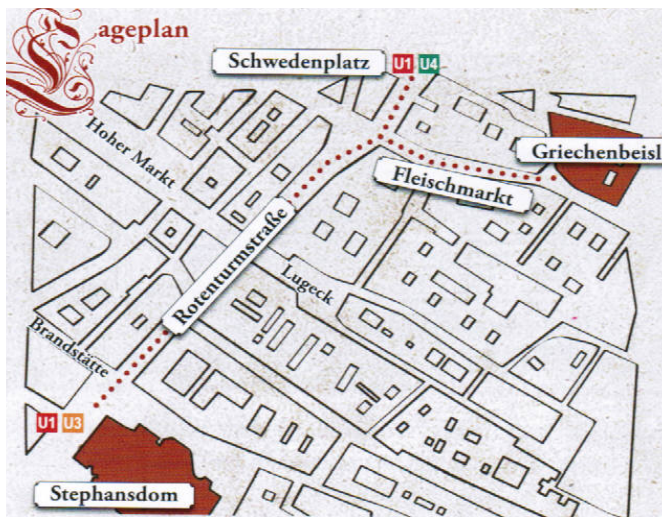 Lageplan
Schwedenplatz U1 U4
Hoher Markt
Griechenbeisl
Fleischmarkt
Rotenturmstraße
Lugeck
Brandstätte
U1 U3
Stephansdom